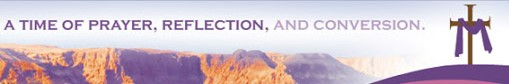 A TIME OF PRAYER, REFLECTION, AND CONVERSION.